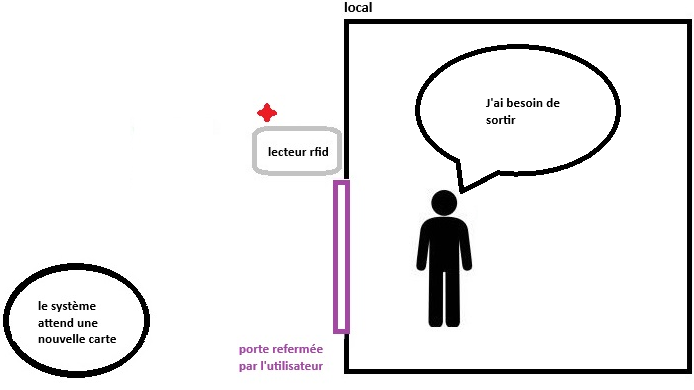 local
J'ai besoin de
sortir
lecteur rfid
le système
attend une
nouvelle carte
porte refermée
par l'utilisateur